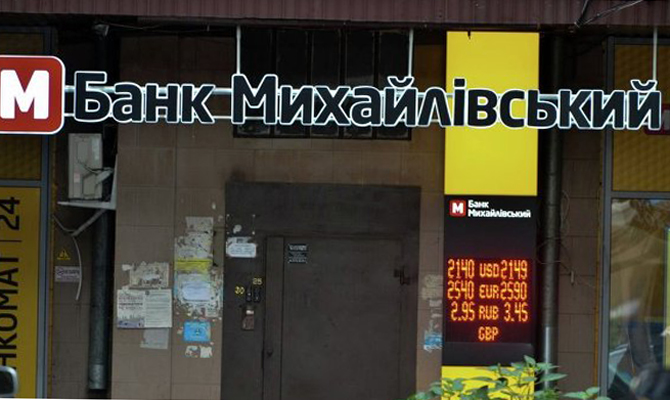 М Банк Михайлівський
М Банк
Михайлівський
2140 USD 2149
2540 EUR 2590
2.95 RUB 3.45
GBP
НКОМАТ | 24